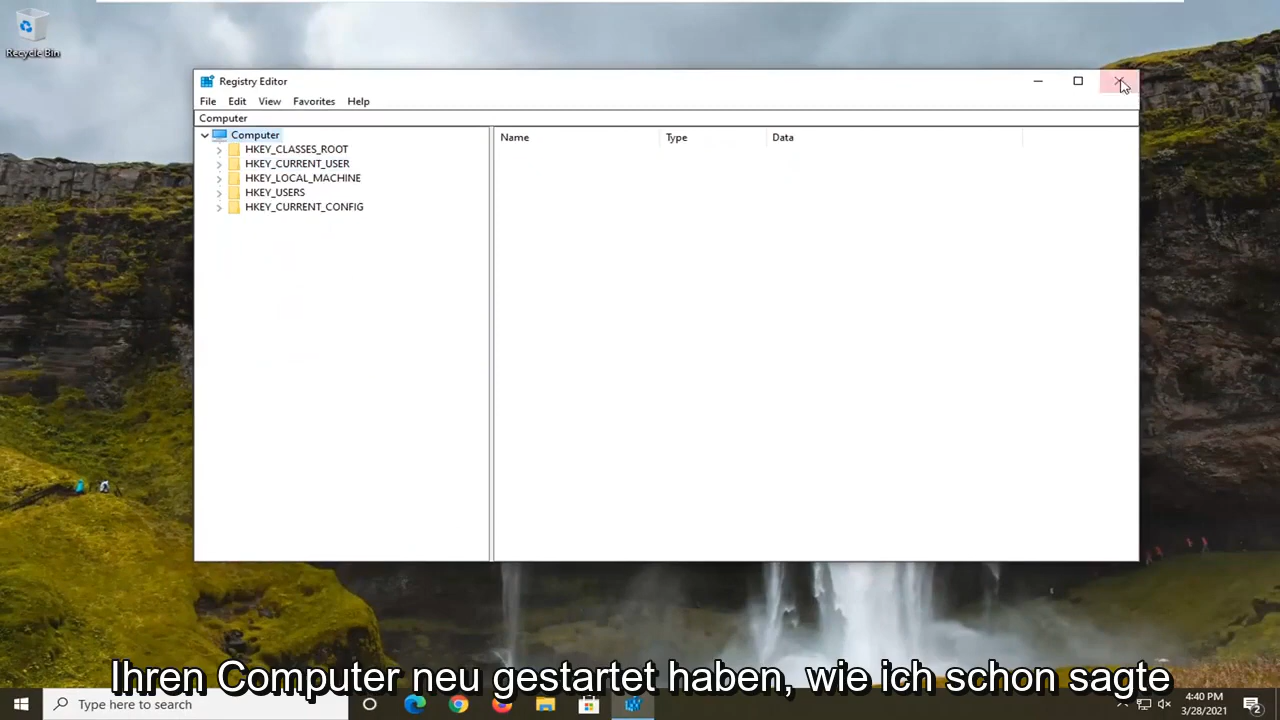 Recycle Bin
Registry Editor
File Edit View Favorites Help
Computer
Computer
HKEY_CLASSES_ROOT
HKEY_CURRENT_USER
HKEY_LOCAL_MACHINE
HKEY_USERS
HKEY_CURRENT_CONFIG
Name Type Data
Ihren Computer neu gestartet haben, wie ich schon sagte
Type here to search
4:40 PM
3/28/2021
2